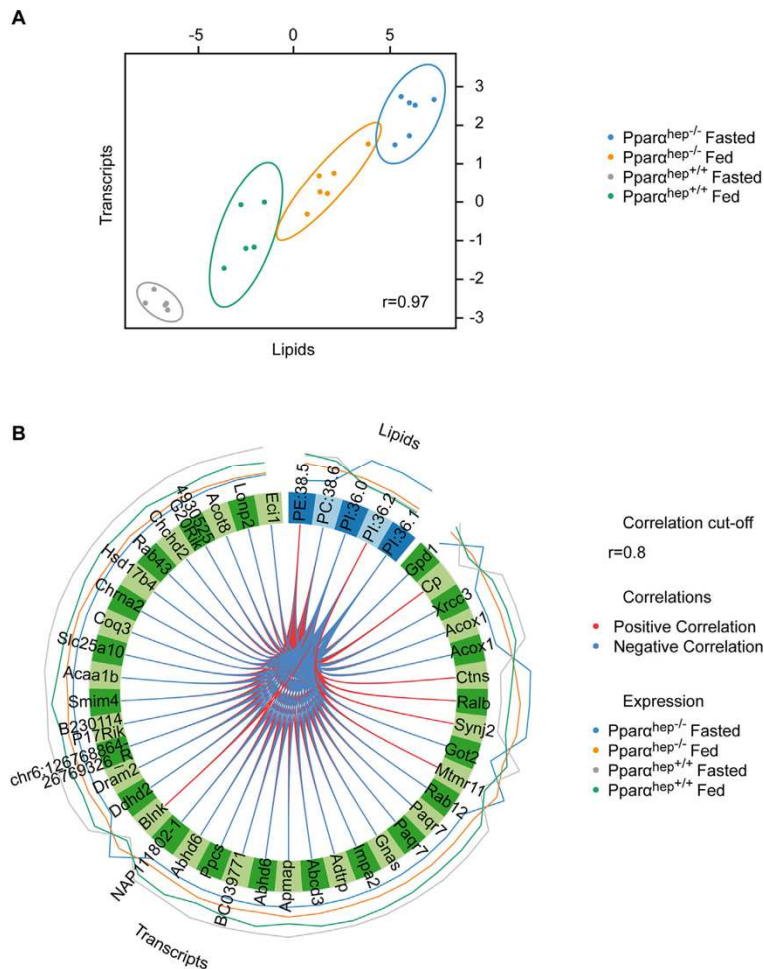 A
-5 0 5
Transcripts
3
2
1
0
-1
-2
-3
r=0.97
Lipids
Pparα^hep-/- Fasted
Pparα^hep-/- Fed
Pparα^hep+/+ Fasted
Pparα^hep+/+ Fed
B
Lipids
PE:38.5
PC:38.6
PI:36.0
PI:36.2
PI:36.1
Gpd1
Cp
Xrcc3
Acox1
Acox1
Ctns
Ralb
Synj2
Got2
Mtmr11
Rab12
Paqr7
Paqr7
Gnas
Impa2
Adtrp
Abcd3
Apmap
Abhd6
BC039771
Ppcs
Abhd6
NAP111802-1
Blnk
Ddhd2
Dram2
chr6:126768864-
26769326_R
B230114
P17Rik
Smim4
Acaa1b
Slc25a10
Coq3
Chrna2
Hsd17b4
Rab43
Chchd2
4930525
G20Rik
Acot8
Lonp2
Eci1
Transcripts
Correlation cut-off
r=0.8
Correlations
Positive Correlation
Negative Correlation
Expression
Pparα^hep-/- Fasted
Pparα^hep-/- Fed
Pparα^hep+/+ Fasted
Pparα^hep+/+ Fed